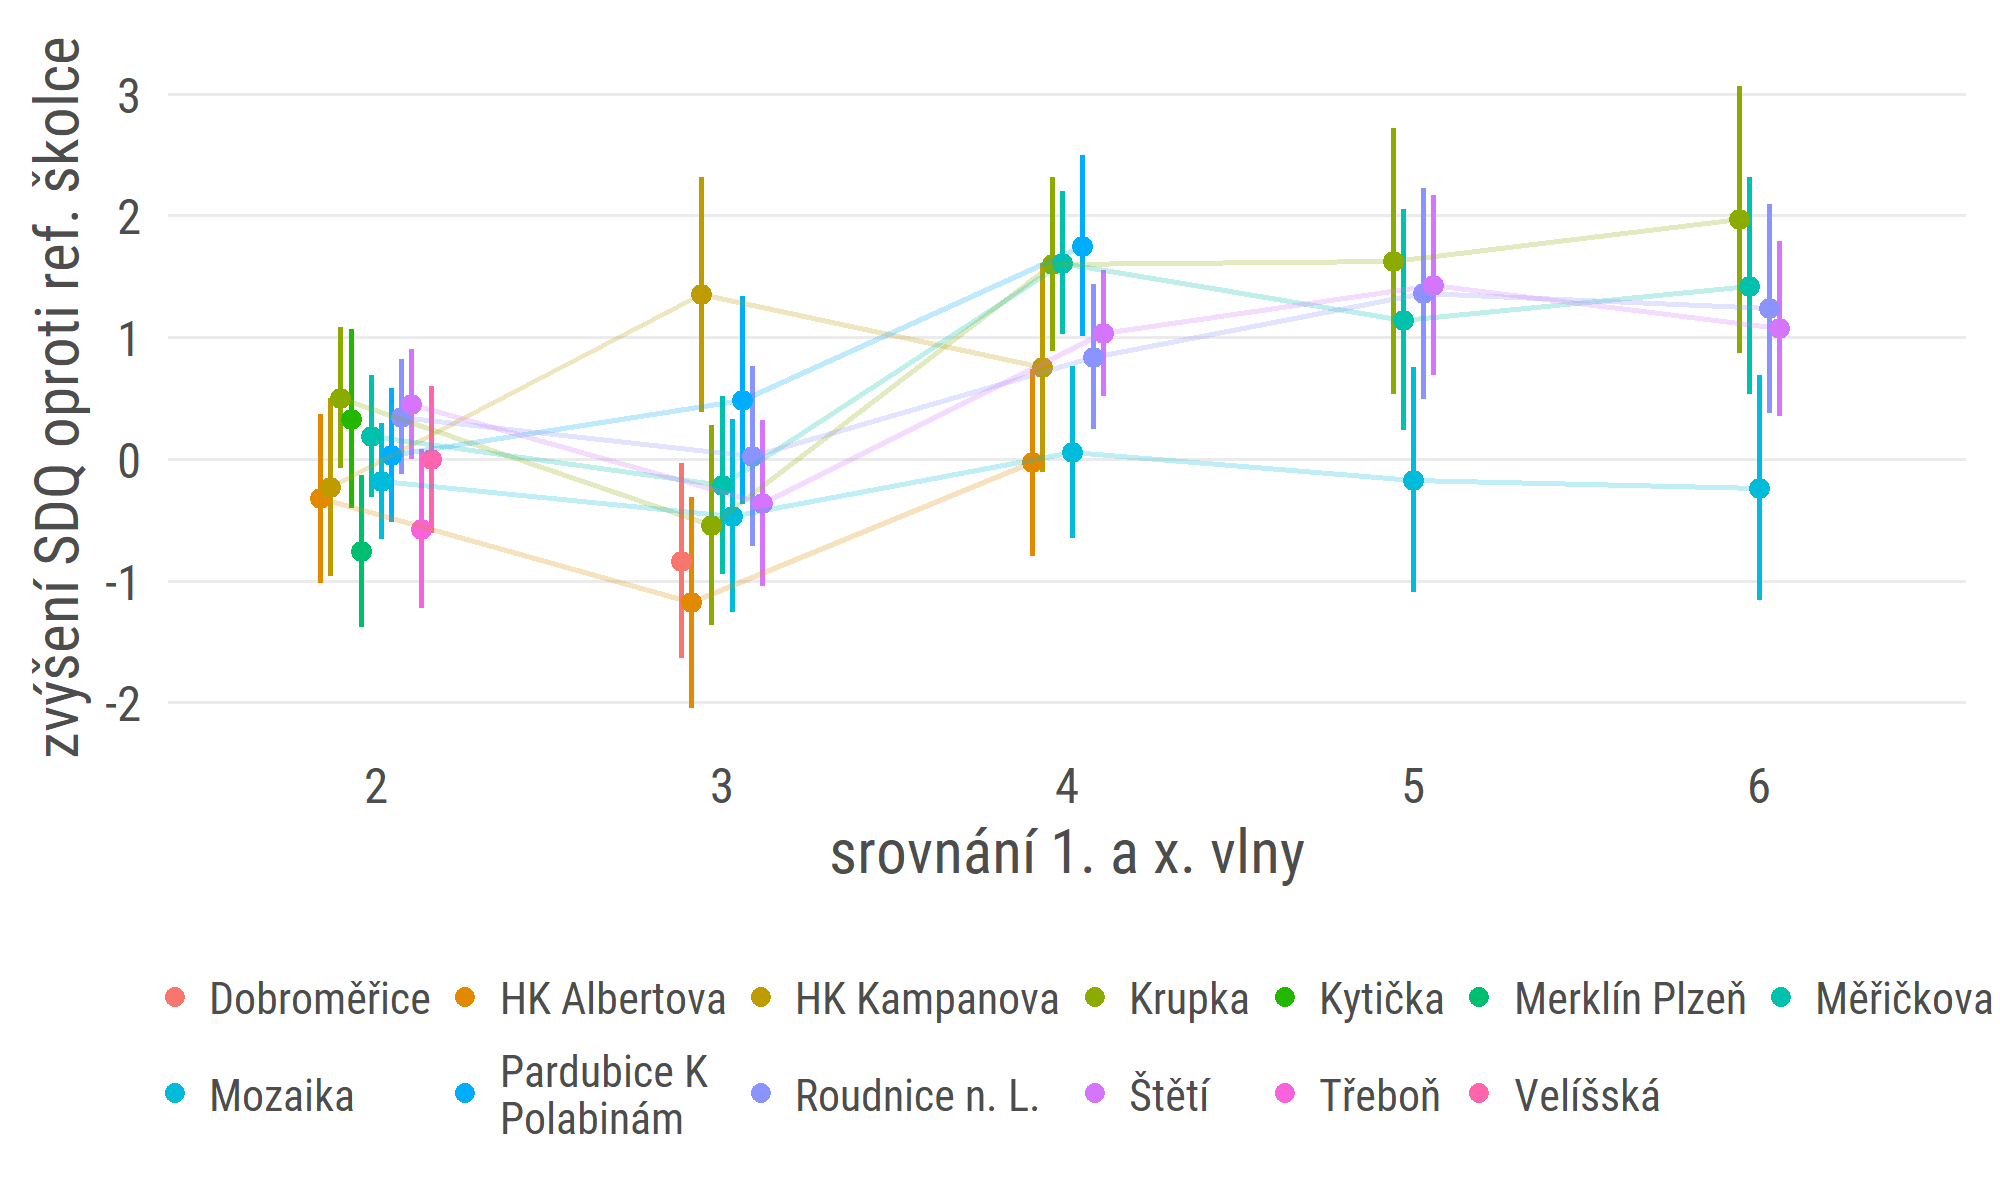 zvýšení SDQ oproti ref. školce
3
2
1
0
-1
-2
2 3 4 5 6
srovnání 1. a x. vlny
Dobroměřice HK Albertova HK Kampanova Krupka Kytička Merklín Plzeň Měřičkova
Mozaika Pardubice K Polabinám Roudnice n. L. Štětí Třeboň Velíšská